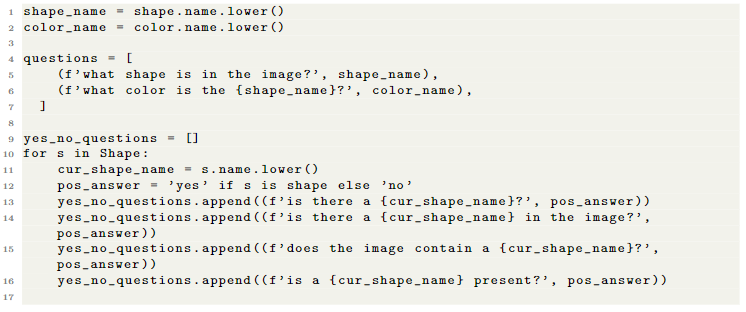 1 shape_name = shape.name.lower()
2 color_name = color.name.lower()
3
4 questions = [
5 (f'what shape is in the image?', shape_name),
6 (f'what color is the {shape_name}?', color_name),
7 ]
8
9 yes_no_questions = []
10 for s in Shape:
11 cur_shape_name = s.name.lower()
12 pos_answer = 'yes' if s is shape else 'no'
13 yes_no_questions.append((f'is there a {cur_shape_name}?', pos_answer))
14 yes_no_questions.append((f'is there a {cur_shape_name} in the image?',
pos_answer))
15 yes_no_questions.append((f'does the image contain a {cur_shape_name}?',
pos_answer))
16 yes_no_questions.append((f'is a {cur_shape_name} present?', pos_answer))
17